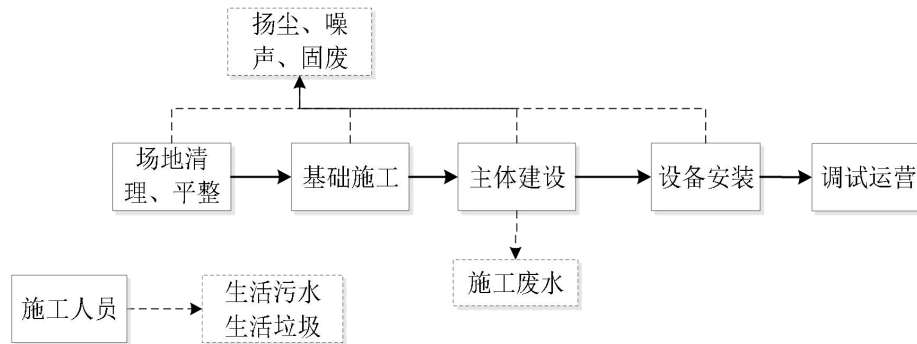 扬尘、噪
声、固废
场地清
理、平整
基础施工
主体建设
设备安装
调试运营
施工废水
施工人员
生活污水
生活垃圾